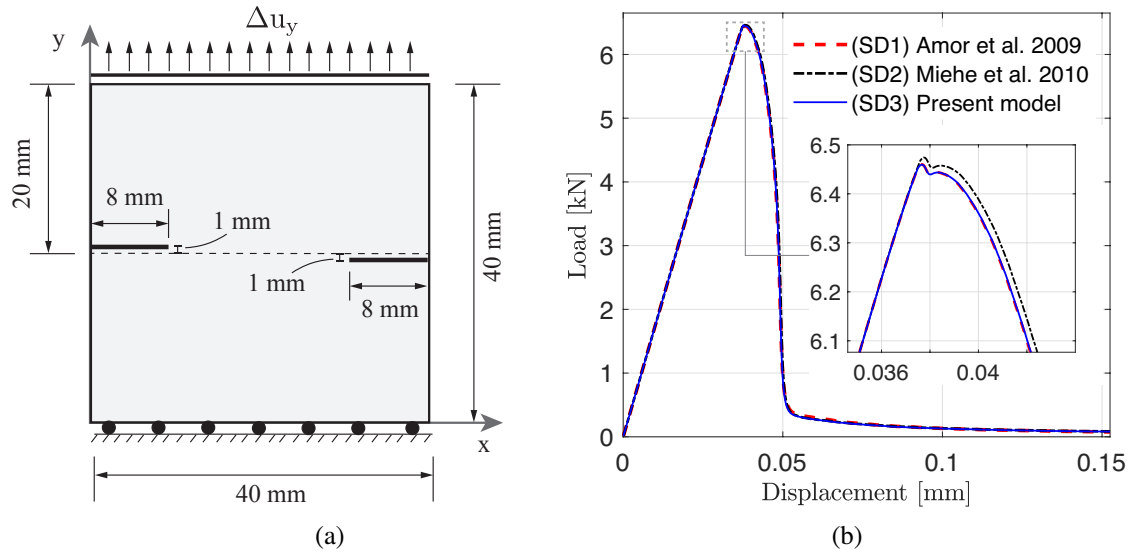 Δu_y
y
20 mm
8 mm
1 mm
1 mm
8 mm
40 mm
x
40 mm
(a)
Load [kN]
6
5
4
3
2
1
0
(SD1) Amor et al. 2009
(SD2) Miehe et al. 2010
(SD3) Present model
6.5
6.4
6.3
6.2
6.1
0.036 0.04
0 0.05 0.1 0.15
Displacement [mm]
(b)